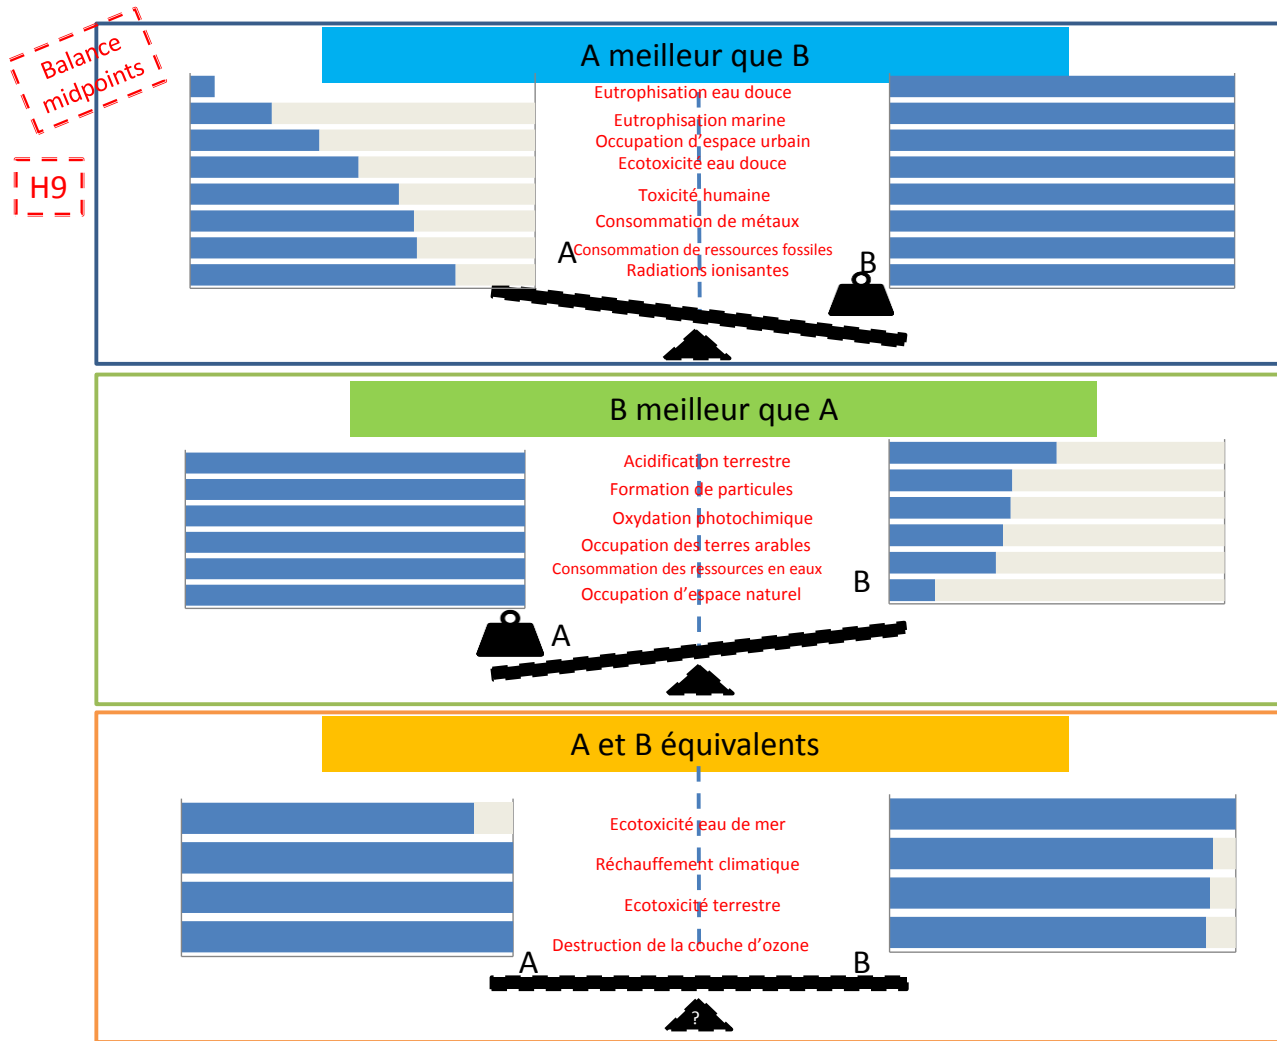 Balance
midpoints
H9
A meilleur que B
Eutrophisation eau douce
Eutrophisation marine
Occupation d'espace urbain
Ecotoxicité eau douce
Toxicité humaine
Consommation de métaux
Consommation de ressources fossiles
Radiations ionisantes
A
B
B meilleur que A
Acidification terrestre
Formation de particules
Oxydation photochimique
Occupation des terres arables
Consommation des ressources en eaux
Occupation d'espace naturel
B
A
A et B équivalents
Ecotoxicité eau de mer
Réchauffement climatique
Ecotoxicité terrestre
Destruction de la couche d'ozone
A
B
?